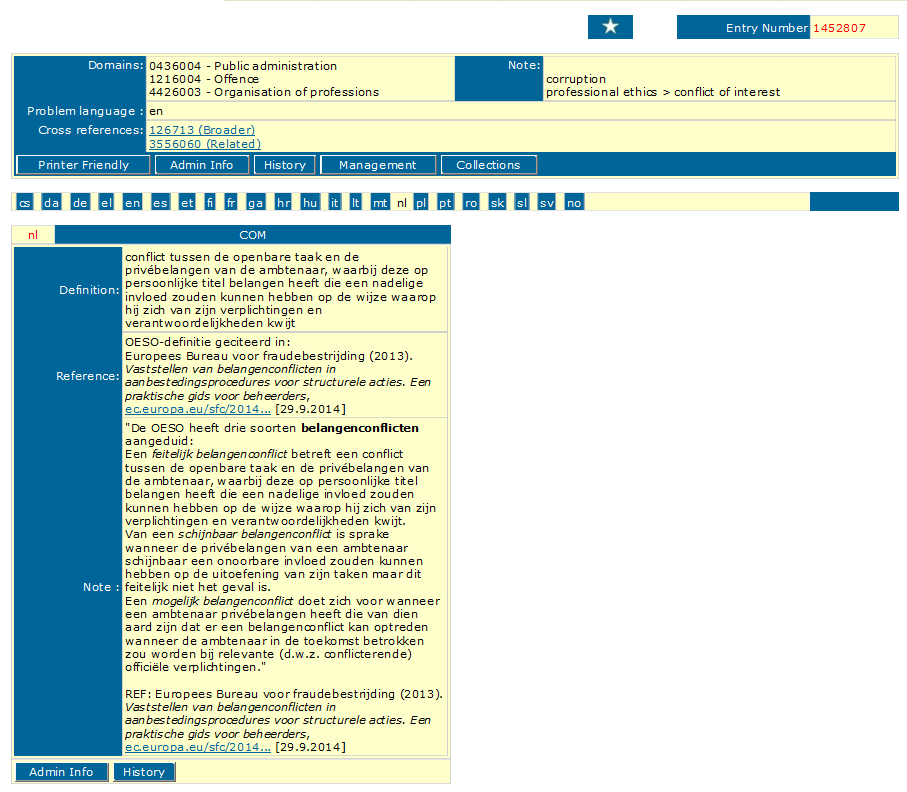 Entry Number 1452807
Domains: 0436004 - Public administration
1216004 - Offence
4426003 - Organisation of professions
Note:
corruption
professional ethics > conflict of interest
Problem language : en
Cross references: 126713 (Broader)
3556060 (Related)
Printer Friendly Admin Info History Management Collections
cs da de el en es et fi fr ga hr hu it lt mt nl pl pt ro sk sl sv no
nl COM
Definition:
conflict tussen de openbare taak en de
privébelangen van de ambtenaar, waarbij deze op
persoonlijke titel belangen heeft die een nadelige
invloed zouden kunnen hebben op de wijze waarop
hij zich van zijn verplichtingen en
verantwoordelijkheden kwijt
Reference:
OESO-definitie geciteerd in:
Europees Bureau voor fraudebestrijding (2013).
Vaststellen van belangenconflicten in
aanbestedingsprocedures voor structurele acties. Een
praktische gids voor beheerders,
ec.europa.eu/sfc/2014... [29.9.2014]
Note :
"De OESO heeft drie soorten belangenconflicten
aangeduid:
Een feitelijk belangenconflict betreft een conflict
tussen de openbare taak en de privébelangen van
de ambtenaar, waarbij deze op persoonlijke titel
belangen heeft die een nadelige invloed zouden
kunnen hebben op de wijze waarop hij zich van zijn
verplichtingen en verantwoordelijkheden kwijt.
Van een schijnbaar belangenconflict is sprake
wanneer de privébelangen van een ambtenaar
schijnbaar een onoorbare invloed zouden kunnen
hebben op de uitoefening van zijn taken maar dit
feitelijk niet het geval is.
Een mogelijk belangenconflict doet zich voor wanneer
een ambtenaar privébelangen heeft die van dien
aard zijn dat er een belangenconflict kan optreden
wanneer de ambtenaar in de toekomst betrokken
zou worden bij relevante (d.w.z. conflicterende)
officiële verplichtingen."
REF: Europees Bureau voor fraudebestrijding (2013).
Vaststellen van belangenconflicten in
aanbestedingsprocedures voor structurele acties. Een
praktische gids voor beheerders,
ec.europa.eu/sfc/2014... [29.9.2014]
Admin Info History